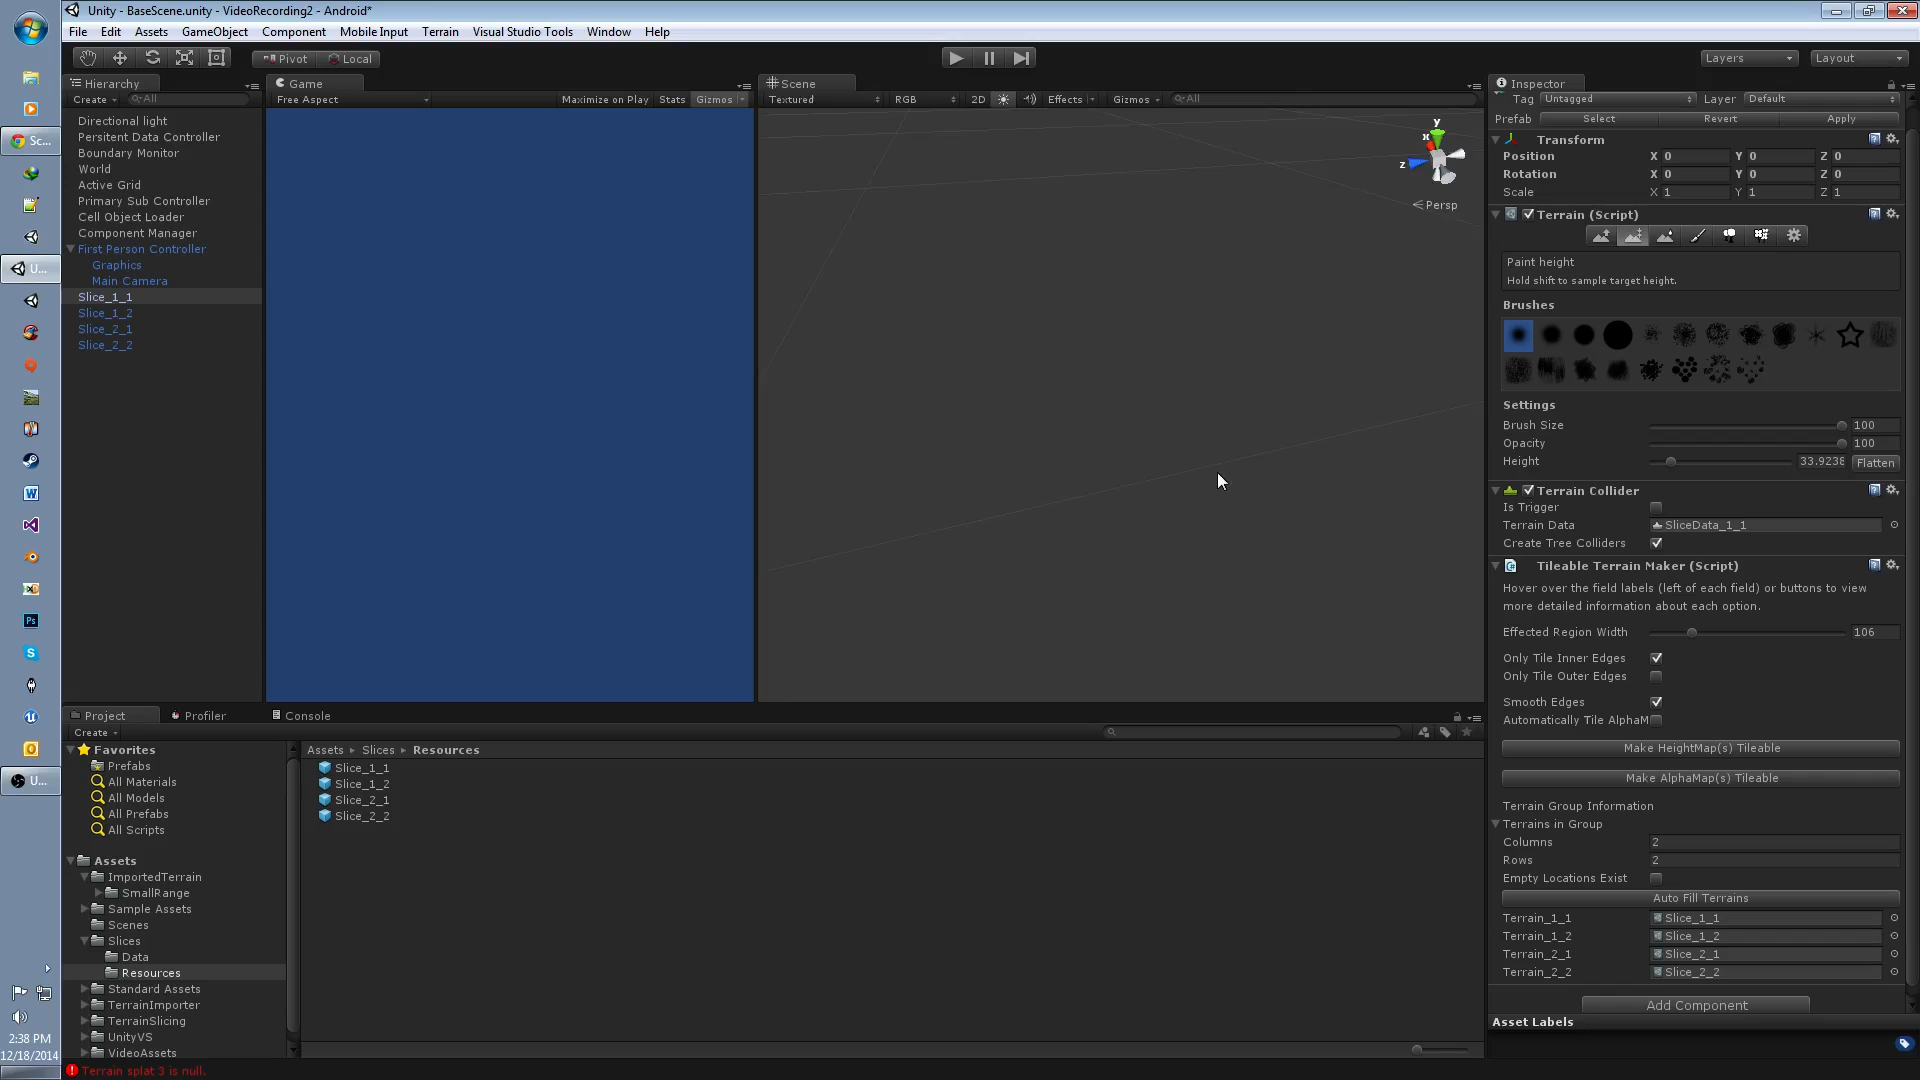 Unity - BaseScene.unity - VideoRecording2 - Android*
File Edit Assets GameObject Component Mobile Input Terrain Visual Studio Tools Window Help
Pivot Local
Layers Layout
Hierarchy
Create All
Directional light
Persitent Data Controller
Boundary Monitor
World
Active Grid
Primary Sub Controller
Cell Object Loader
Component Manager
First Person Controller
Graphics
Main Camera
Slice_1_1
Slice_1_2
Slice_2_1
Slice_2_2
Game
Free Aspect Maximize on Play Stats Gizmos
Scene
Textured RGB 2D Effects Gizmos All
y
x
z
Persp
Inspector
Tag Untagged Layer Default
Prefab Select Revert Apply
Transform
Position X 0 Y 0 Z 0
Rotation X 0 Y 0 Z 0
Scale X 1 Y 1 Z 1
Terrain (Script)
Paint height
Hold shift to sample target height.
Brushes
Settings
Brush Size 100
Opacity 100
Height 33.9238 Flatten
Terrain Collider
Is Trigger
Terrain Data SliceData_1_1
Create Tree Colliders
Tileable Terrain Maker (Script)
Hover over the field labels (left of each field) or buttons to view
more detailed information about each option.
Effected Region Width 106
Only Tile Inner Edges
Only Tile Outer Edges
Smooth Edges
Automatically Tile AlphaM
Make HeightMap(s) Tileable
Make AlphaMap(s) Tileable
Terrain Group Information
Terrains in Group
Columns 2
Rows 2
Empty Locations Exist
Auto Fill Terrains
Terrain_1_1 Slice_1_1
Terrain_1_2 Slice_1_2
Terrain_2_1 Slice_2_1
Terrain_2_2 Slice_2_2
Add Component
Asset Labels
Project Profiler Console
Create
Favorites
Prefabs
All Materials
All Models
All Prefabs
All Scripts
Assets
ImportedTerrain
SmallRange
Sample Assets
Scenes
Slices
Data
Resources
Standard Assets
TerrainImporter
TerrainSlicing
UnityVS
VideoAssets
Assets Slices Resources
Slice_1_1
Slice_1_2
Slice_2_1
Slice_2_2
Terrain splat 3 is null.
Sc...
U...
W
Ps
S
U...
2:38 PM
12/18/2014